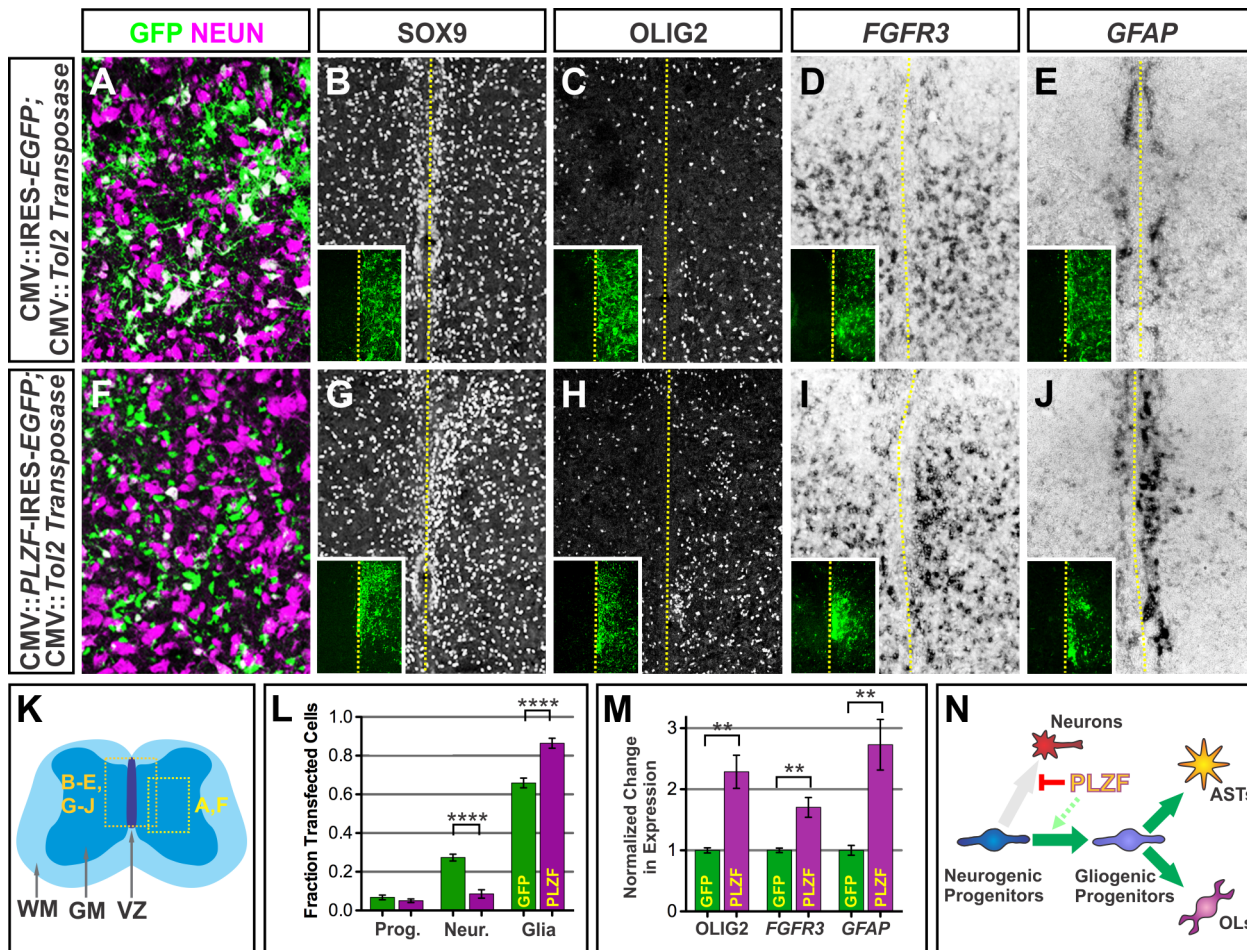 GFP NEUN
SOX9
OLIG2
FGFR3
GFAP
CMV::IRES-EGFP;
CMV::Tol2 Transposase
A
B
C
D
E
CMV::PLZF-IRES-EGFP;
CMV::Tol2 Transposase
F
G
H
I
J
K
B-E,
G-J
A,F
WM
GM
VZ
L
Fraction Transfected Cells
1.0
0.8
0.6
0.4
0.2
0.0
****
****
GFP
PLZF
Prog.
Neur.
Glia
M
Normalized Change
in Expression
3
2
1
0
**
**
**
GFP
PLZF
GFP
PLZF
GFP
PLZF
OLIG2
FGFR3
GFAP
N
Neurons
PLZF
ASTs
Neurogenic
Progenitors
Gliogenic
Progenitors
OLs